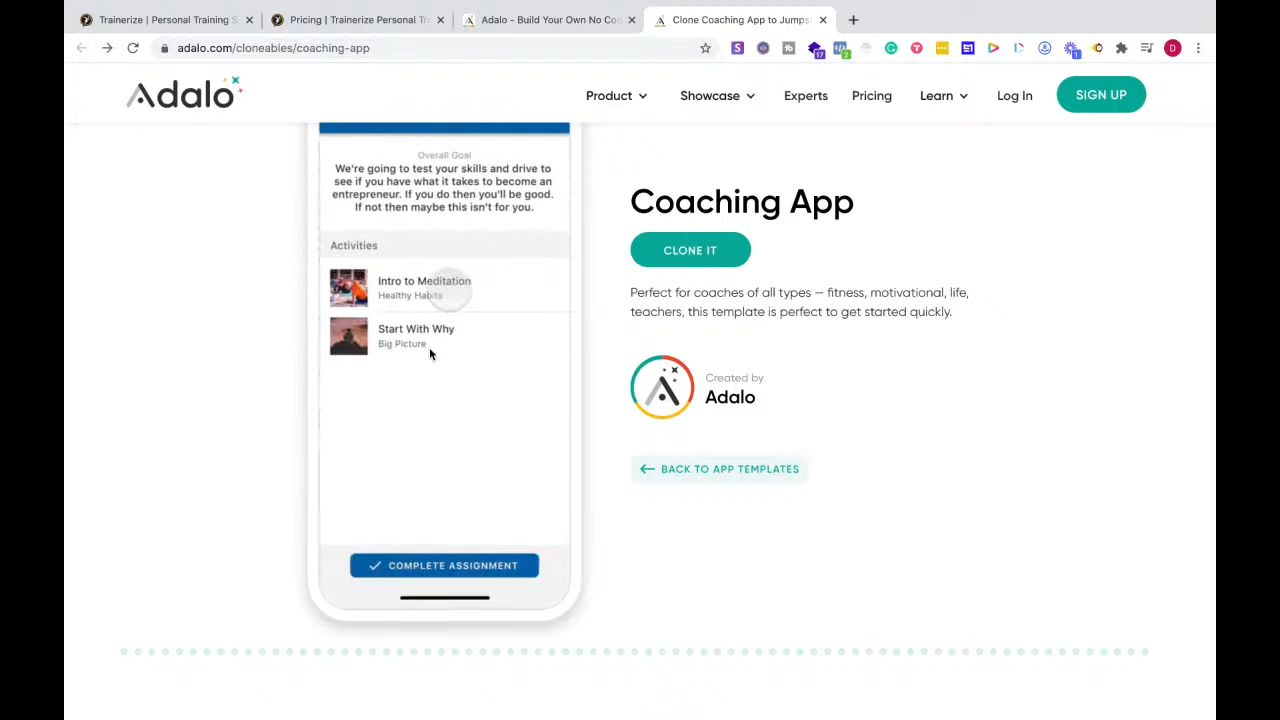 Trainerize | Personal Training S
Pricing | Trainerize Personal Tr
Adalo - Build Your Own No Co
Clone Coaching App to Jumps
adalo.com/cloneables/coaching-app
17
2
1
D
Adalo
Product
Showcase
Experts
Pricing
Learn
Log In
SIGN UP
Overall Goal
We're going to test your skills and drive to
see if you have what it takes to become an
entrepreneur. If you do then you'll be good.
If not then maybe this isn't for you.
Activities
Intro to Meditation
Healthy Habits
Start With Why
Big Picture
COMPLETE ASSIGNMENT
Coaching App
CLONE IT
Perfect for coaches of all types — fitness, motivational, life,
teachers, this template is perfect to get started quickly.
Created by
Adalo
BACK TO APP TEMPLATES